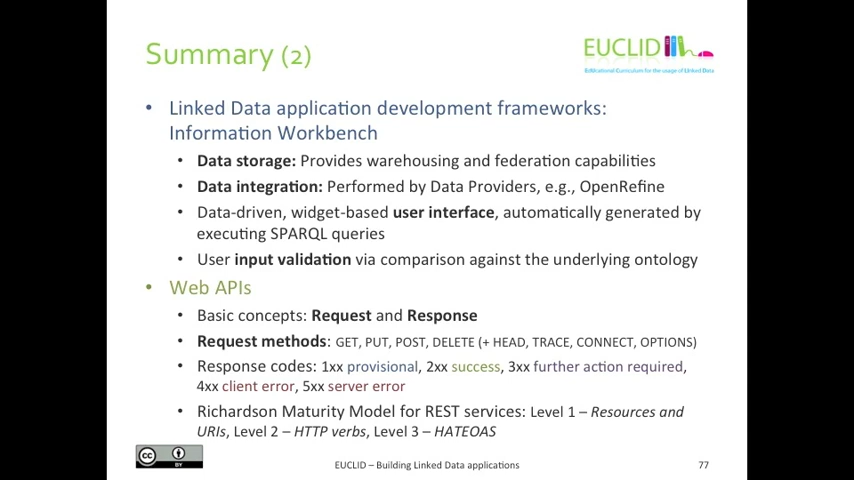 Summary (2)
EUCLID
EdUcational Curriculum for the usage of LInked Data
• Linked Data application development frameworks:
Information Workbench
• Data storage: Provides warehousing and federation capabilities
• Data integration: Performed by Data Providers, e.g., OpenRefine
• Data-driven, widget-based user interface, automatically generated by
executing SPARQL queries
• User input validation via comparison against the underlying ontology
• Web APIs
• Basic concepts: Request and Response
• Request methods: GET, PUT, POST, DELETE (+ HEAD, TRACE, CONNECT, OPTIONS)
• Response codes: 1xx provisional, 2xx success, 3xx further action required,
4xx client error, 5xx server error
• Richardson Maturity Model for REST services: Level 1 – Resources and
URIs, Level 2 – HTTP verbs, Level 3 – HATEOAS
cc
BY
EUCLID – Building Linked Data applications
77